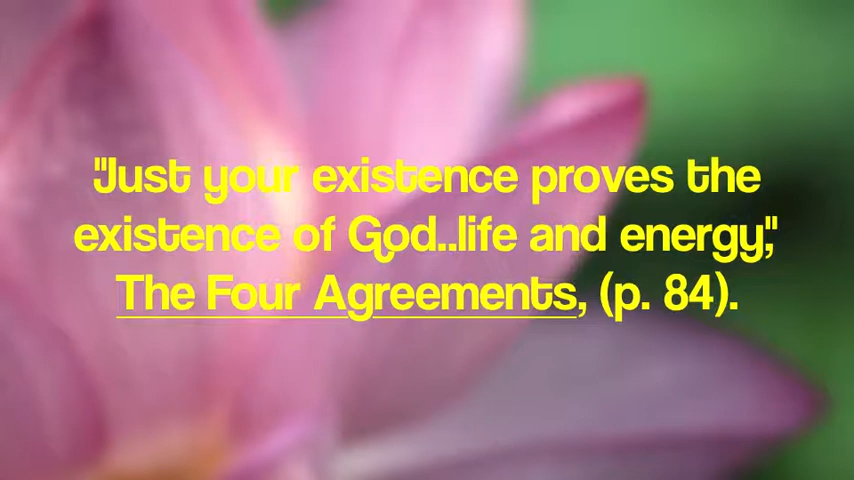 "Just your existence proves the
existence of God..life and energy,"
The Four Agreements, (p. 84).